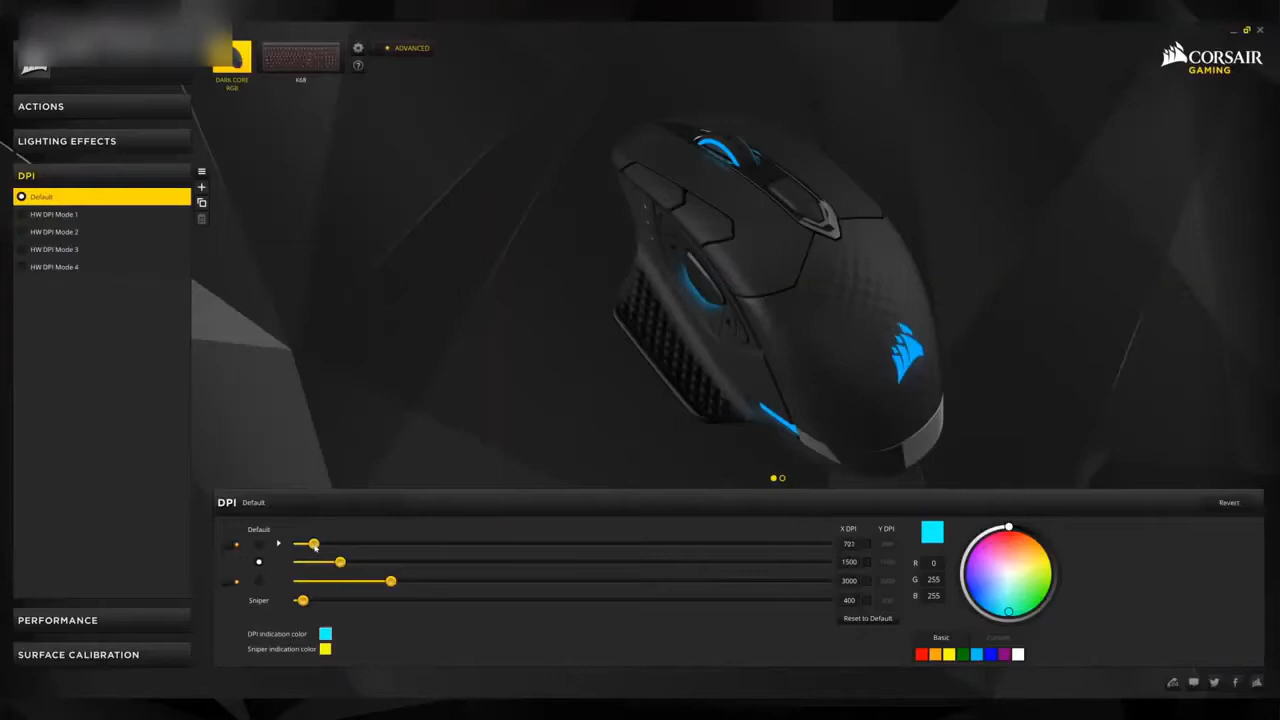 ADVANCED
DARK CORE
RGB
K68
CORSAIR
GAMING
ACTIONS
LIGHTING EFFECTS
DPI
Default
HW DPI Mode 1
HW DPI Mode 2
HW DPI Mode 3
HW DPI Mode 4
PERFORMANCE
SURFACE CALIBRATION
DPI Default
Revert
Default
X DPI Y DPI
1500
3000
Sniper
400
Reset to Default
DPI indication color
Sniper indication color
R 0
G 255
B 255
Basic Custom